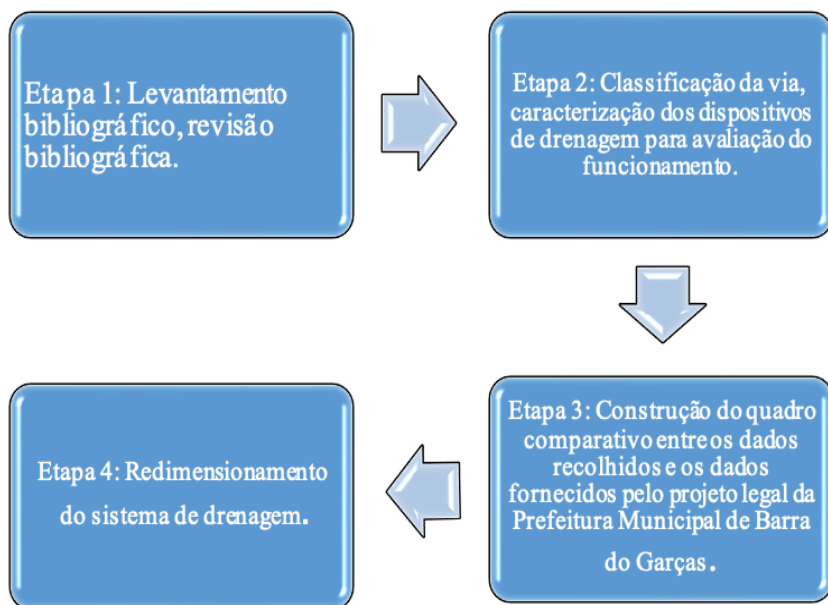 Etapa 1: Levantamento
bibliográfico, revisão
bibliográfica.
Etapa 2: Classificação da via,
caracterização dos dispositivos
de drenagem para avaliação do
funcionamento.
Etapa 3: Construção do quadro
comparativo entre os dados
recolhidos e os dados
fornecidos pelo projeto legal da
Prefeitura Municipal de Barra
do Garças.
Etapa 4: Redimensionamento
do sistema de drenagem.